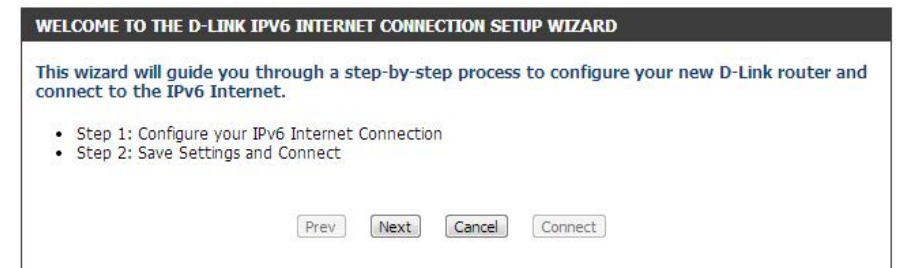 WELCOME TO THE D-LINK IPV6 INTERNET CONNECTION SETUP WIZARD
This wizard will guide you through a step-by-step process to configure your new D-Link router and
connect to the IPv6 Internet.
• Step 1: Configure your IPv6 Internet Connection
• Step 2: Save Settings and Connect
Prev Next Cancel Connect